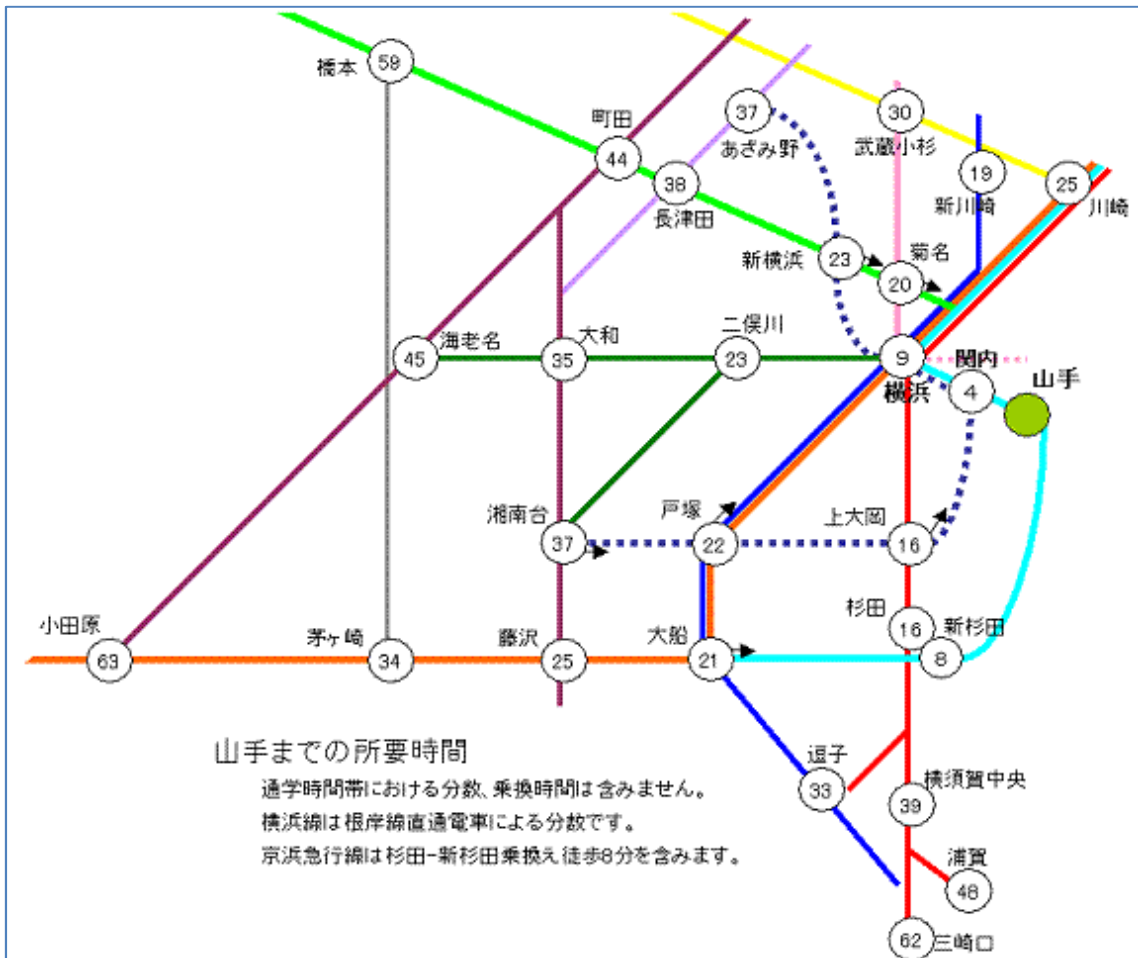 橋本
59
町田
44
37
あざみ野
30
武蔵小杉
19
新川崎
25
川崎
38
長津田
新横浜
23
菊名
20
45
海老名
大和
35
二俣川
23
9
横浜
関内
4
山手
湘南台
37
戸塚
22
上大岡
16
杉田
16
新杉田
8
小田原
63
茅ヶ崎
34
藤沢
25
大船
21
逗子
33
横須賀中央
39
浦賀
48
62
三崎口
山手までの所要時間
通学時間帯における分数、乗換時間は含みません。
横浜線は根岸線直通電車による分数です。
京浜急行線は杉田-新杉田乗換え徒歩8分を含みます。